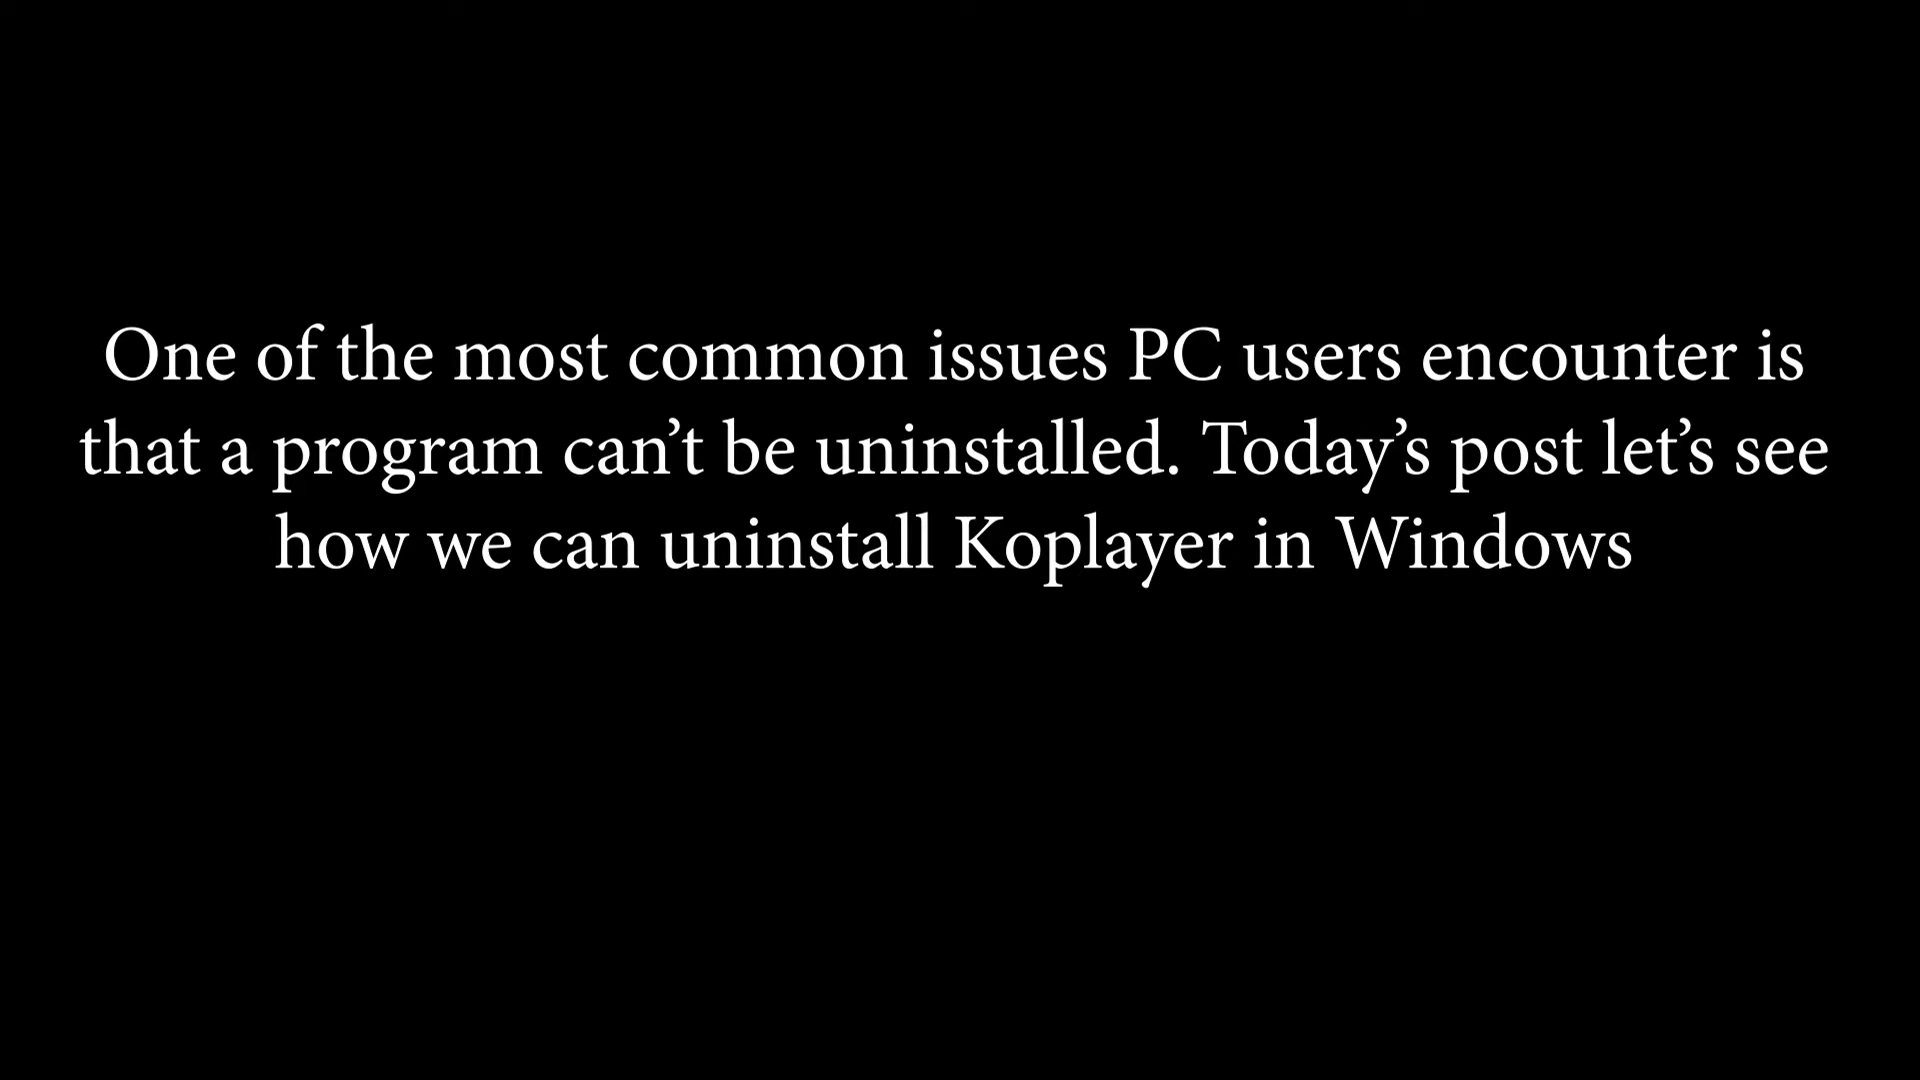 One of the most common issues PC users encounter is
that a program can’t be uninstalled. Today’s post let’s see
how we can uninstall Koplayer in Windows